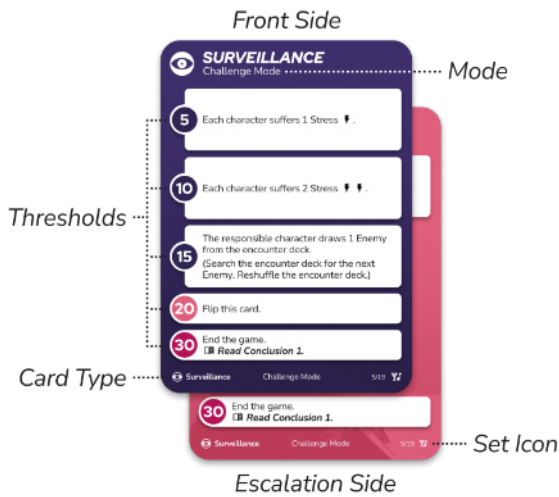 Front Side
SURVEILLANCE
Challenge Mode
Mode
5
Each character suffers 1 Stress .
10
Each character suffers 2 Stress .
Thresholds
15
The responsible character draws 1 Enemy
from the encounter deck.
(Search the encounter deck for the next
Enemy. Reshuffle the encounter deck.)
20
Flip this card.
30
End the game.
Read Conclusion 1.
Card Type
Surveillance
Challenge Mode
5/19
30
End the game.
Read Conclusion 1.
Surveillance
Challenge Mode
5/19
Set Icon
Escalation Side